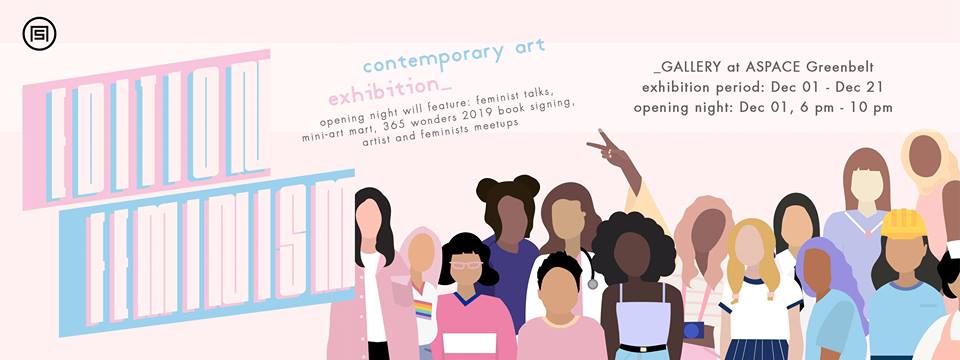 EDITION
FEMINISM
contemporary art
exhibition_
opening night will feature: feminist talks,
mini-art mart, 365 wonders 2019 book signing,
artist and feminists meetups
_GALLERY at ASPACE Greenbelt
exhibition period: Dec 01 - Dec 21
opening night: Dec 01, 6 pm - 10 pm